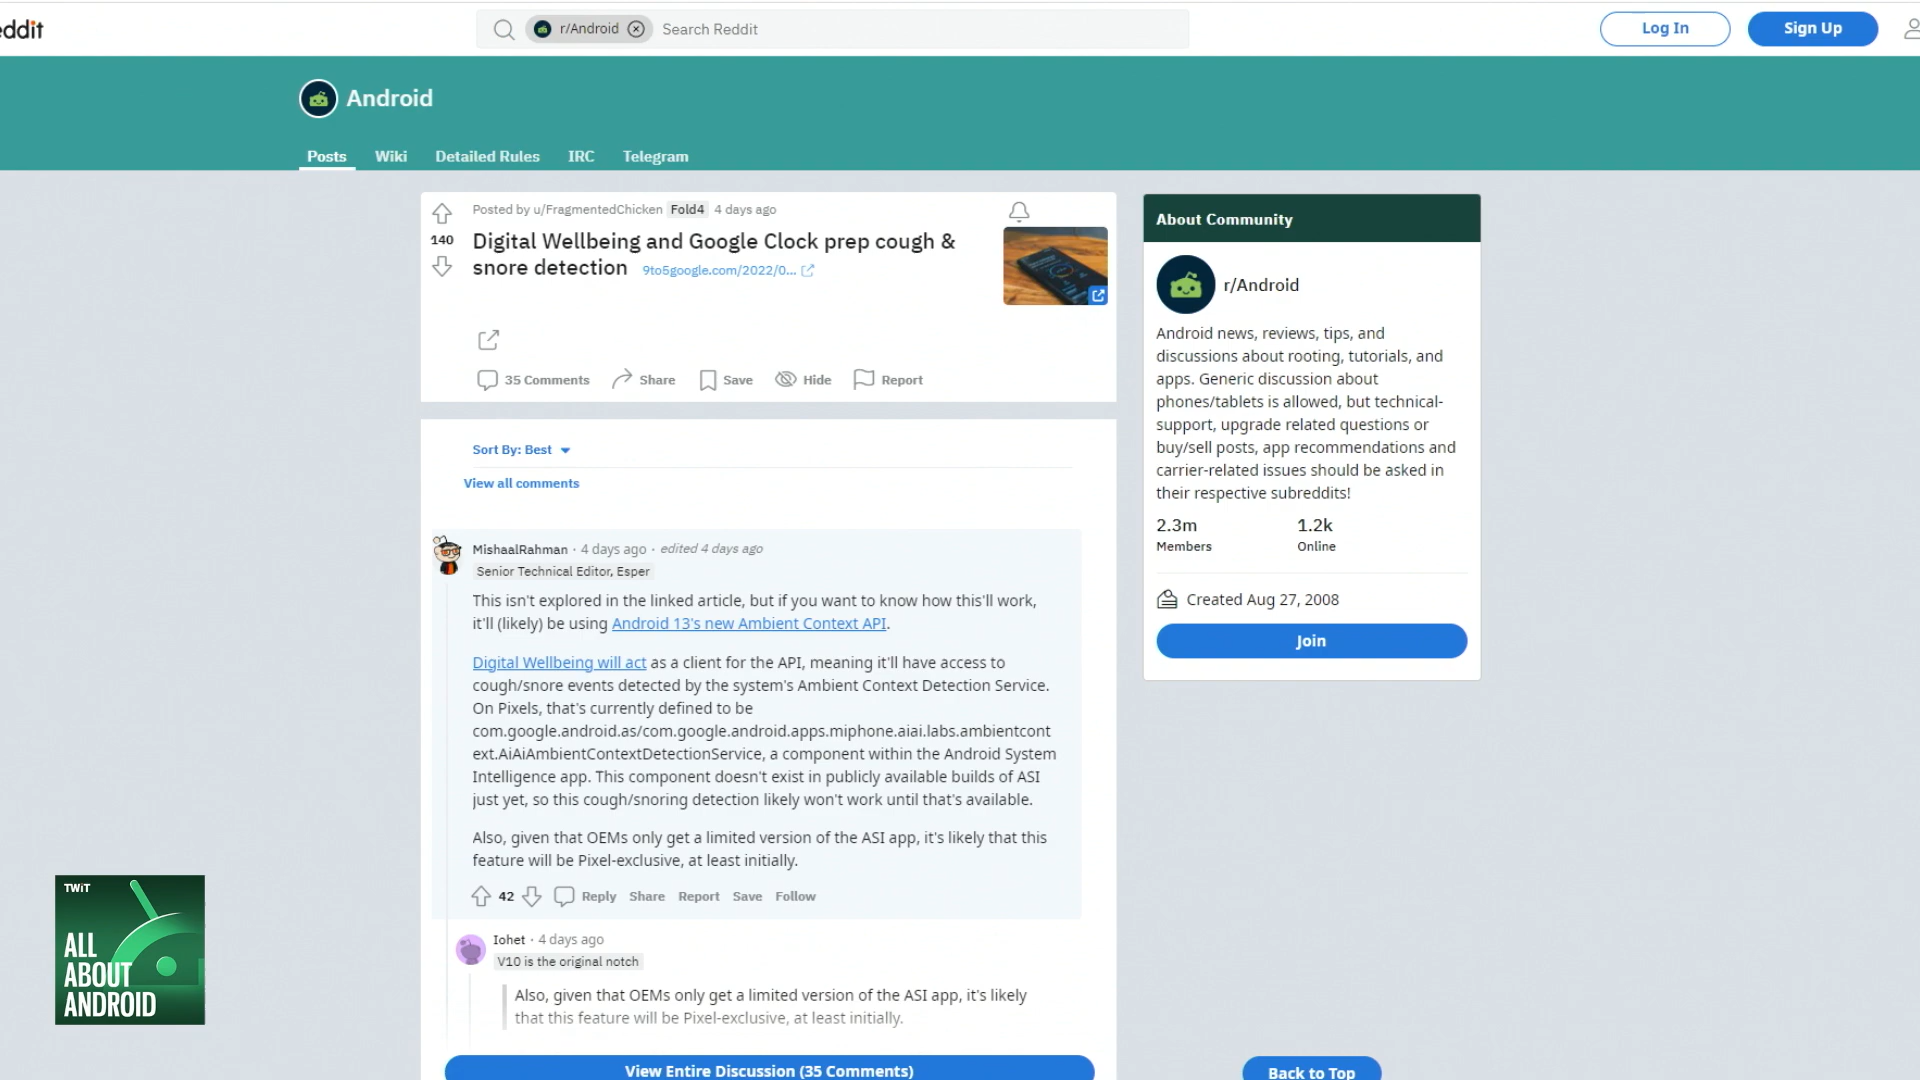 eddit
r/Android
Search Reddit
Log In
Sign Up
Android
Posts
Wiki
Detailed Rules
IRC
Telegram
Posted by u/FragmentedChicken Fold4 4 days ago
140
Digital Wellbeing and Google Clock prep cough &
snore detection 9to5google.com/2022/0...
35 Comments
Share
Save
Hide
Report
Sort By: Best
View all comments
MishaalRahman · 4 days ago · edited 4 days ago
Senior Technical Editor, Esper
This isn't explored in the linked article, but if you want to know how this'll work,
it'll (likely) be using Android 13's new Ambient Context API.
Digital Wellbeing will act as a client for the API, meaning it'll have access to
cough/snore events detected by the system's Ambient Context Detection Service.
On Pixels, that's currently defined to be
com.google.android.as/com.google.android.apps.miphone.aiai.labs.ambientcont
ext.AiAiAmbientContextDetectionService, a component within the Android System
Intelligence app. This component doesn't exist in publicly available builds of ASI
just yet, so this cough/snoring detection likely won't work until that's available.
Also, given that OEMs only get a limited version of the ASI app, it's likely that this
feature will be Pixel-exclusive, at least initially.
42
Reply
Share
Report
Save
Follow
Iohet · 4 days ago
V10 is the original notch
Also, given that OEMs only get a limited version of the ASI app, it's likely
that this feature will be Pixel-exclusive, at least initially.
View Entire Discussion (35 Comments)
About Community
r/Android
Android news, reviews, tips, and
discussions about rooting, tutorials, and
apps. Generic discussion about
phones/tablets is allowed, but technical-
support, upgrade related questions or
buy/sell posts, app recommendations and
carrier-related issues should be asked in
their respective subreddits!
2.3m
Members
1.2k
Online
Created Aug 27, 2008
Join
Back to Top
TWiT
ALL
ABOUT
ANDROID